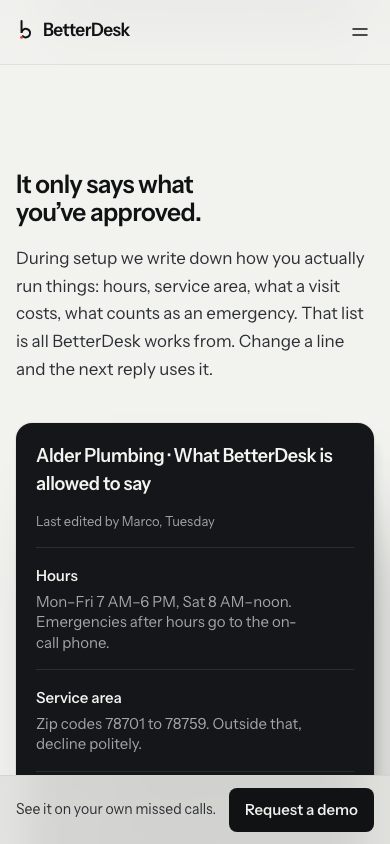 BetterDesk
It only says what
you’ve approved.
During setup we write down how you actually
run things: hours, service area, what a visit
costs, what counts as an emergency. That list
is all BetterDesk works from. Change a line
and the next reply uses it.
Alder Plumbing · What BetterDesk is
allowed to say
Last edited by Marco, Tuesday
Hours
Mon–Fri 7 AM–6 PM, Sat 8 AM–noon.
Emergencies after hours go to the on-
call phone.
Service area
Zip codes 78701 to 78759. Outside that,
decline politely.
See it on your own missed calls.
Request a demo